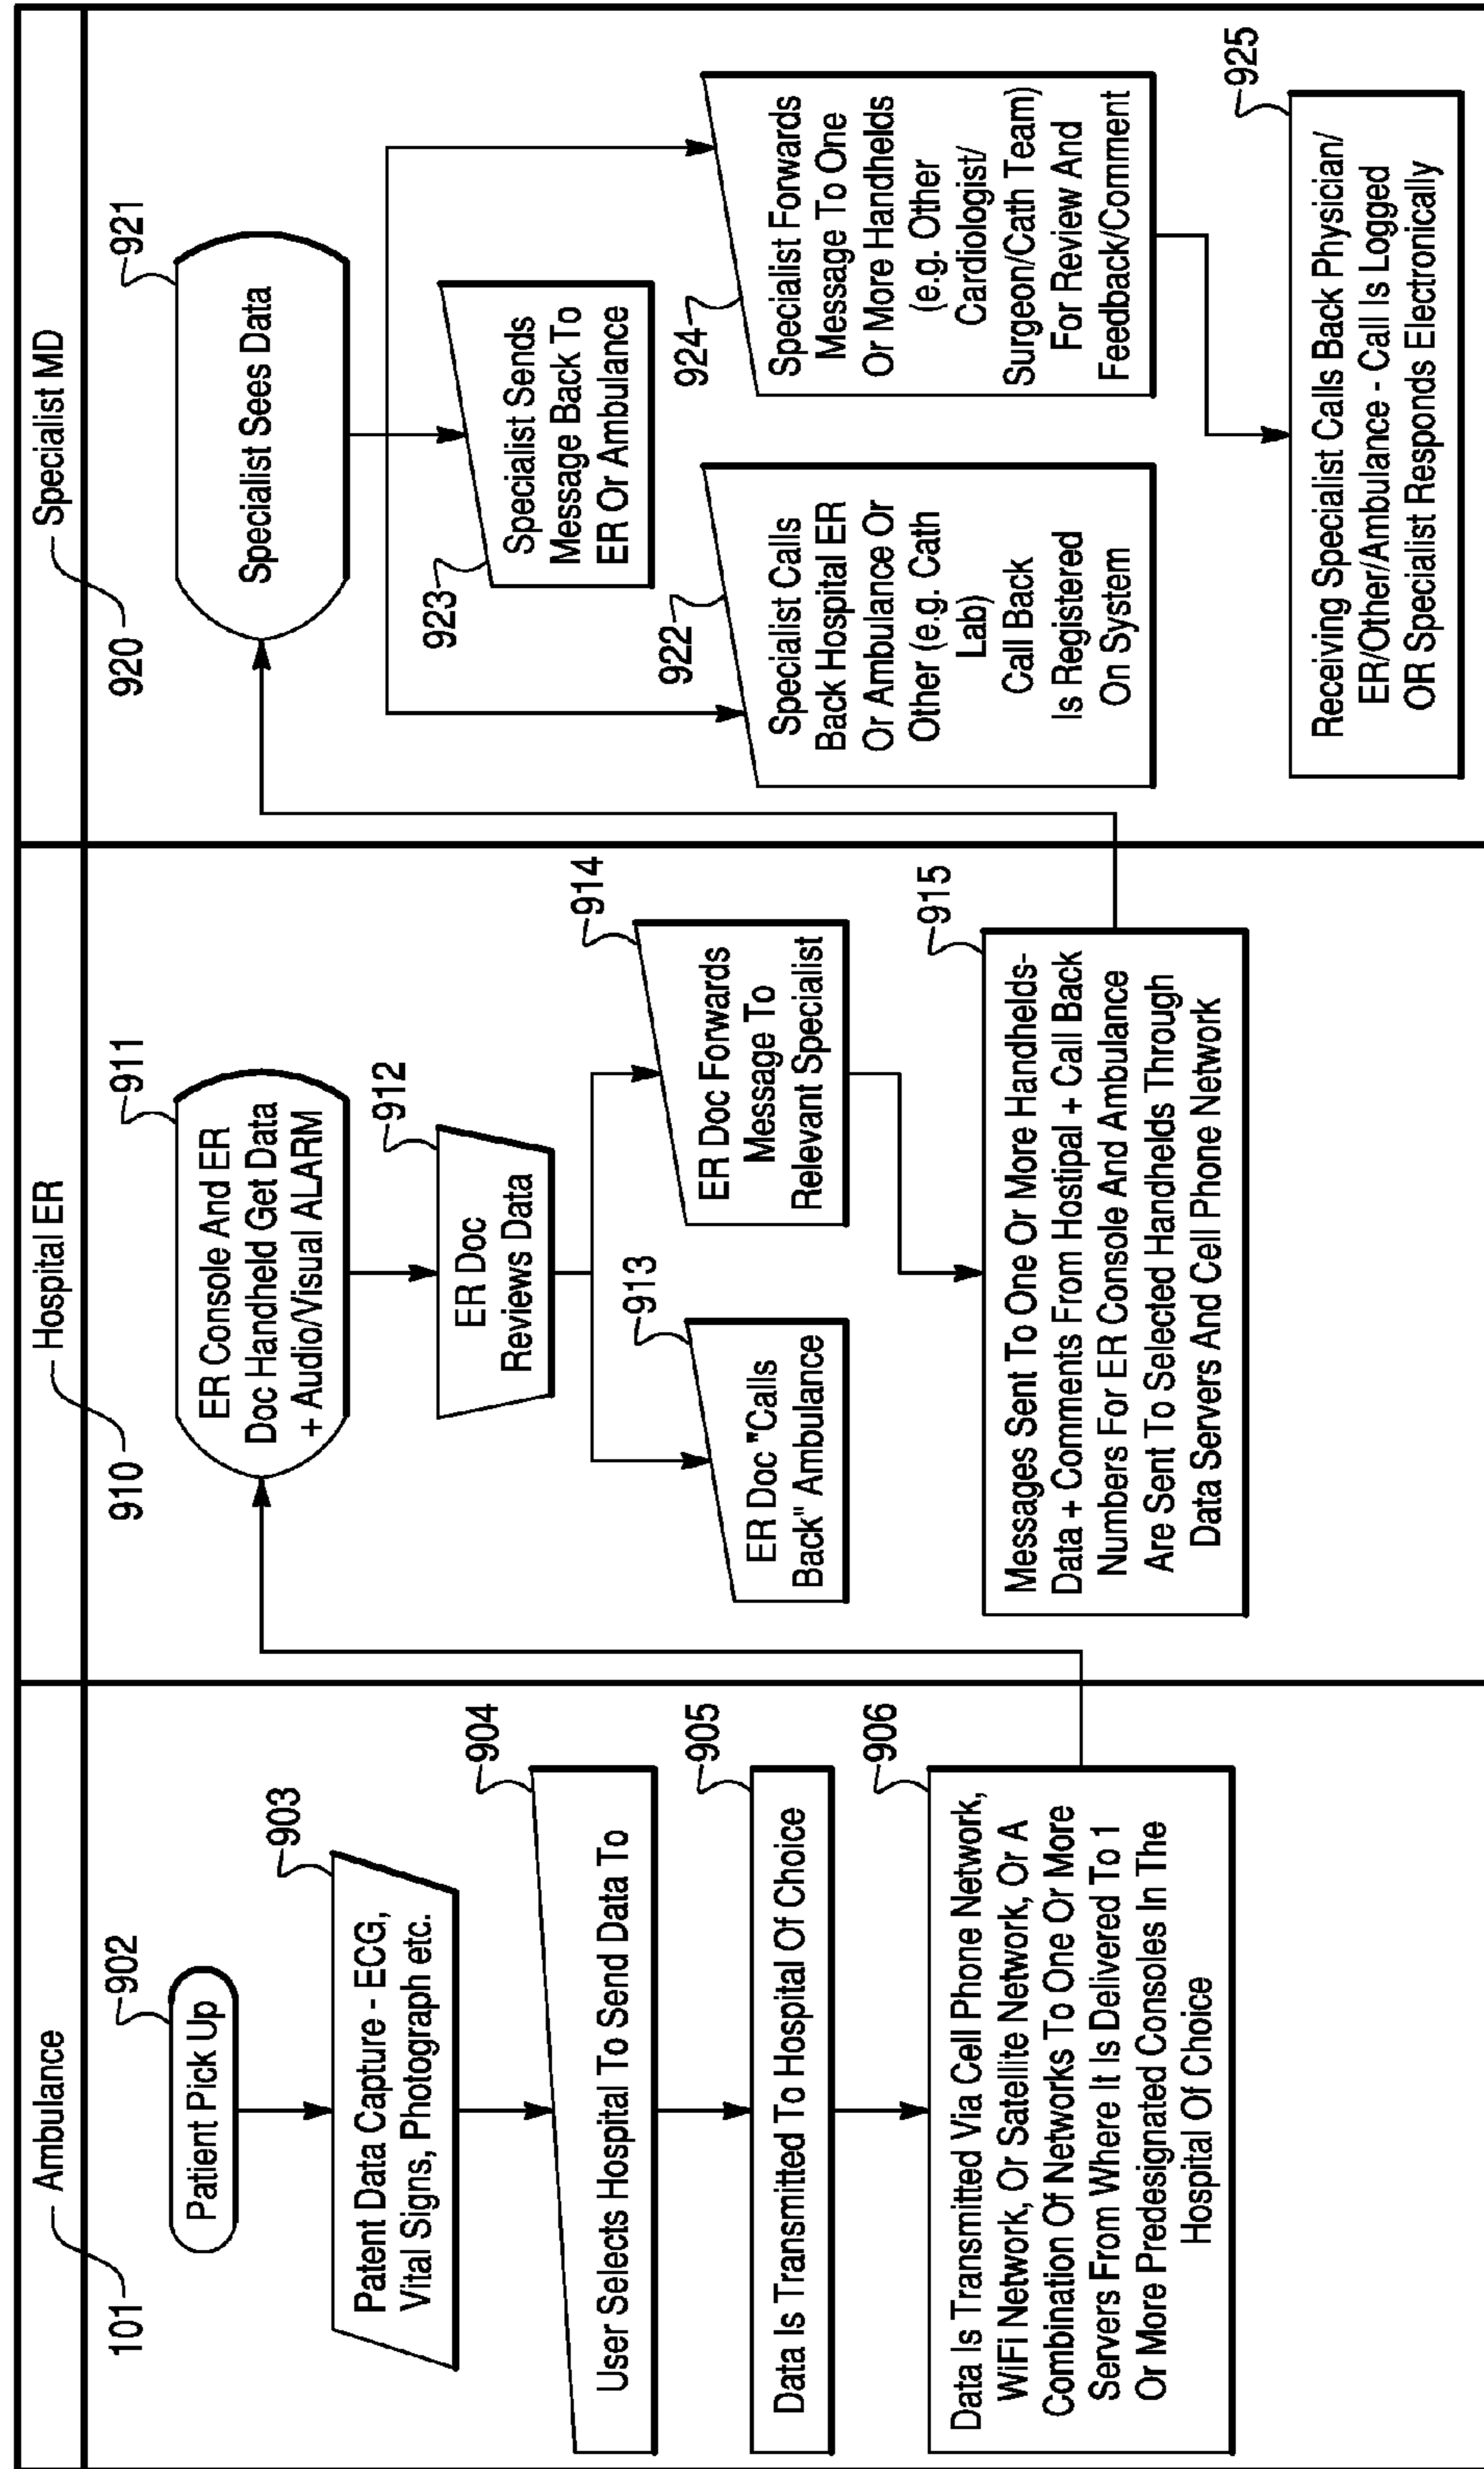 Ambulance
101
902
Patient Pick Up
903
Patent Data Capture - ECG,
Vital Signs, Photograph etc.
904
User Selects Hospital To Send Data To
905
Data Is Transmitted To Hospital Of Choice
906
Data Is Transmitted Via Cell Phone Network,
WiFi Network, Or Satellite Network, Or A
Combination Of Networks To One Or More
Servers From Where It Is Delivered To 1
Or More Predesignated Consoles In The
Hospital Of Choice
Hospital ER
910
911
ER Console And ER
Doc Handheld Get Data
+ Audio/Visual ALARM
912
ER Doc
Reviews Data
913
ER Doc "Calls
Back" Ambulance
914
ER Doc Forwards
Message To
Relevant Specialist
915
Messages Sent To One Or More Handhelds-
Data + Comments From Hostipal + Call Back
Numbers For ER Console And Ambulance
Are Sent To Selected Handhelds Through
Data Servers And Cell Phone Network
Specialist MD
920
921
Specialist Sees Data
923
Specialist Sends
Message Back To
ER Or Ambulance
922
Specialist Calls
Back Hospital ER
Or Ambulance Or
Other (e.g. Cath
Lab)
Call Back
Is Registered
On System
924
Specialist Forwards
Message To One
Or More Handhelds
(e.g. Other
Cardiologist/
Surgeon/Cath Team)
For Review And
Feedback/Comment
925
Receiving Specialist Calls Back Physician/
ER/Other/Ambulance - Call Is Logged
OR Specialist Responds Electronically